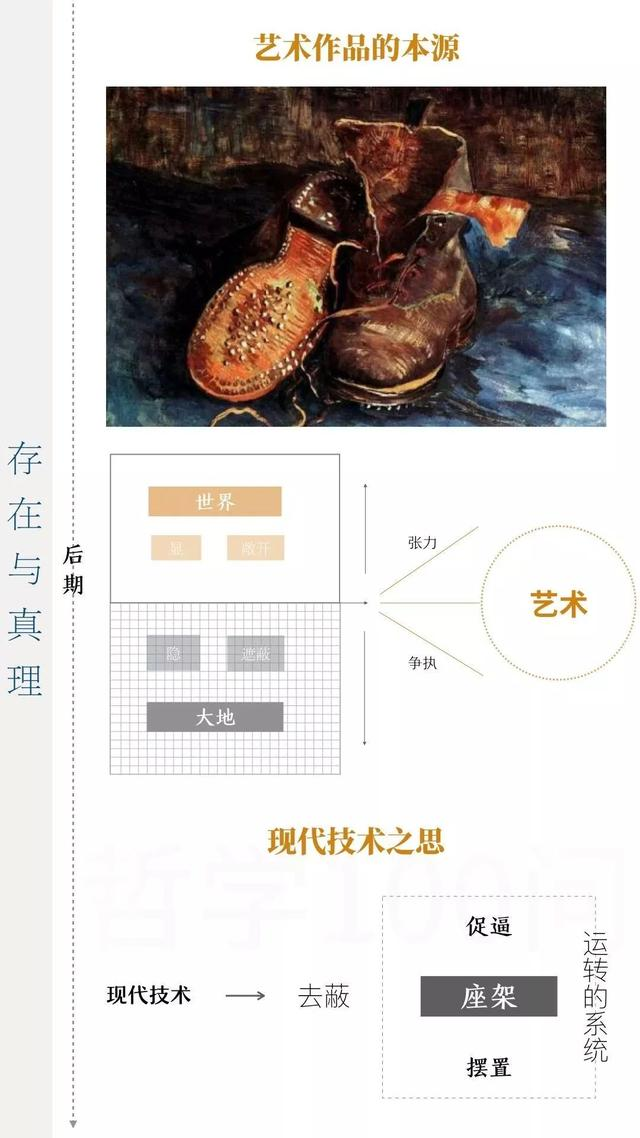 艺术作品的本源
存在与真理
后期
世界
显 敞开
隐 遮蔽
大地
张力
争执
艺术
现代技术之思
哲学100问
现代技术 去蔽
促逼
座架
摆置
运转的系统